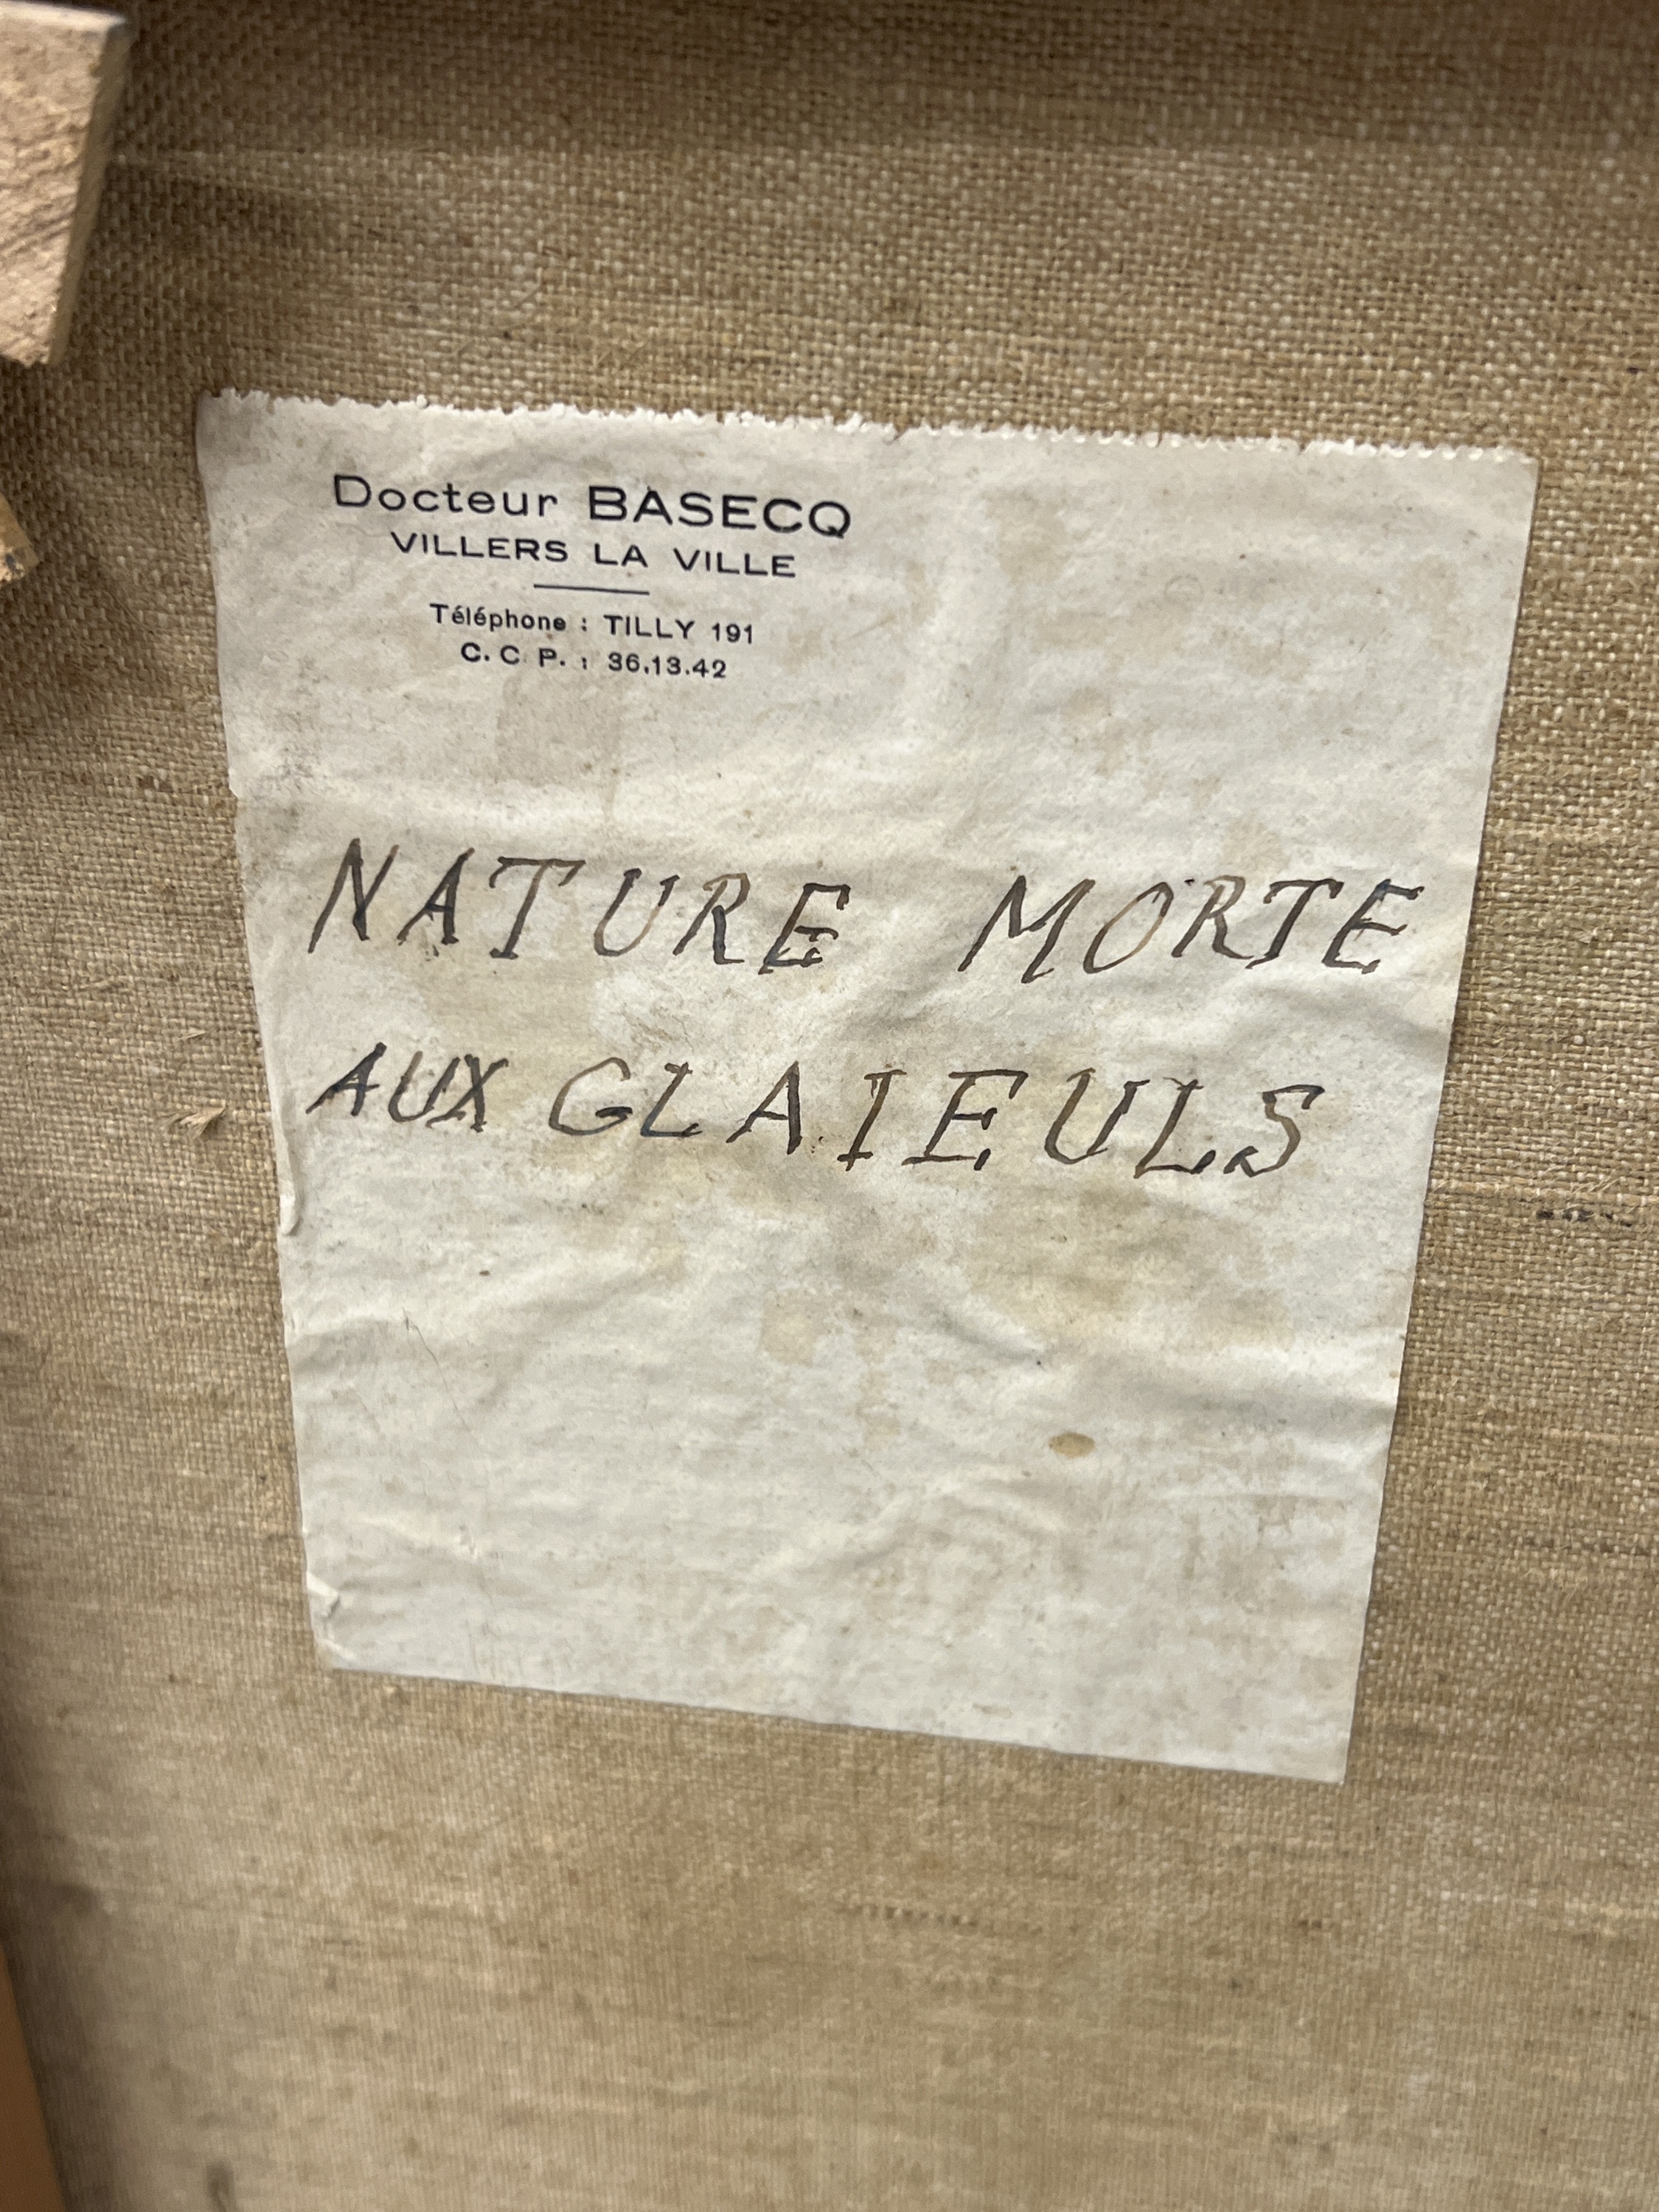 Docteur BASECQ
VILLERS LA VILLE
Téléphone : TILLY 191
C. C P. : 36.13.42
NATURE MORTE
AUX GLAIEULS